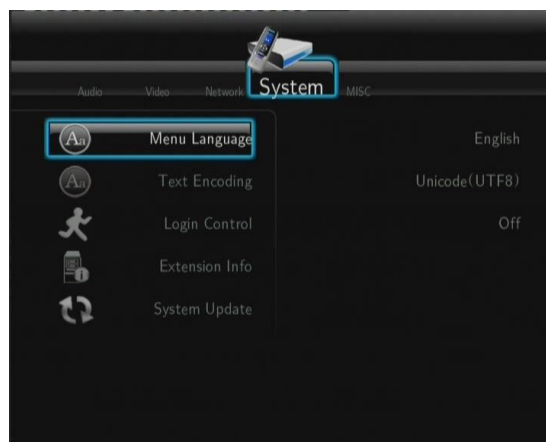 Audio Video Network System MISC
Menu Language English
Text Encoding Unicode(UTF8)
Login Control Off
Extension Info
System Update